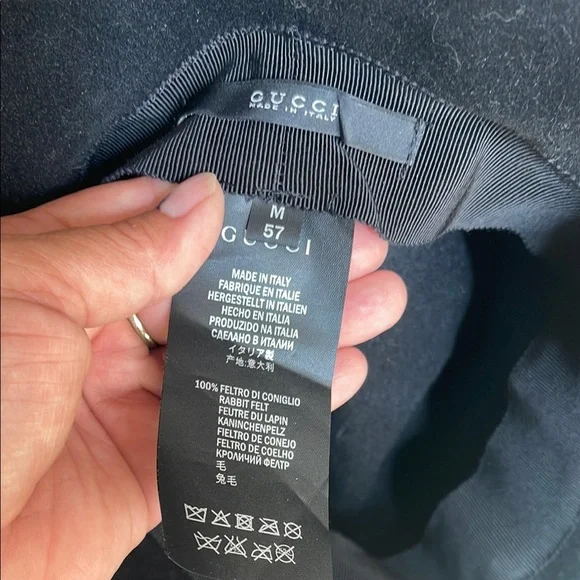 GUCCI
MADE IN ITALY
M
57
GUCCI
MADE IN ITALY
FABRIQUE EN ITALIE
HERGESTELLT IN ITALIEN
HECHO EN ITALIA
PRODUZIDO NA ITALIA
СДЕЛАНО В ИТАЛИИ
イタリア製
产地:意大利
100% FELTRO DI CONIGLIO
RABBIT FELT
FEUTRE DU LAPIN
KANINCHENPELZ
FIELTRO DE CONEJO
FELTRO DE COELHO
КРОЛИЧИЙ ФЕЛТР
毛
兔毛